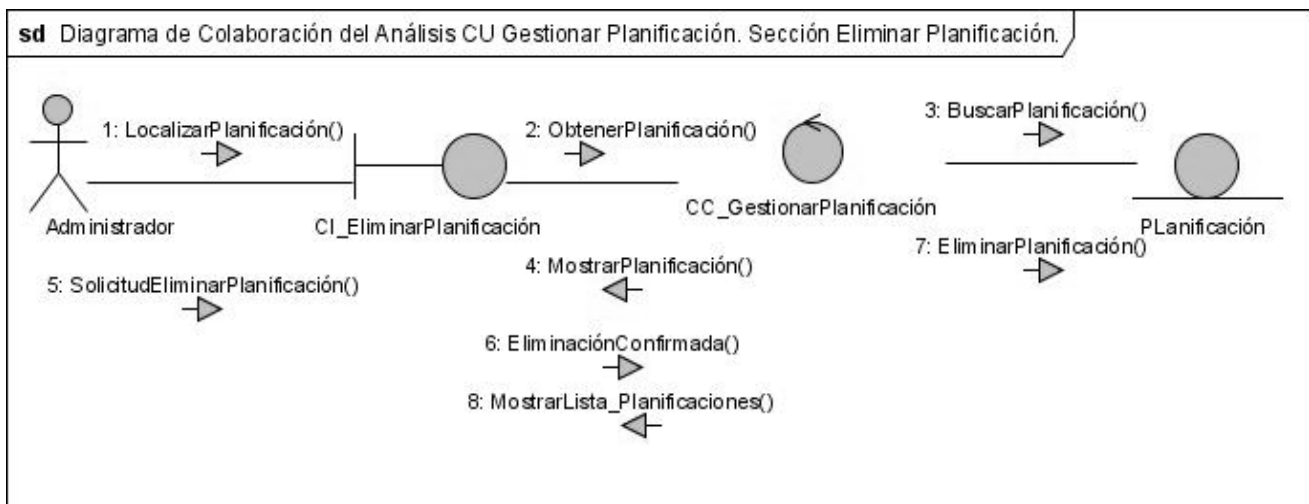 sd Diagrama de Colaboración del Análisis CU Gestionar Planificación. Sección Eliminar Planificación.
1: LocalizarPlanificación()
2: ObtenerPlanificación()
3: BuscarPlanificación()
Administrador
CI_EliminarPlanificación
CC_GestionarPlanificación
PLanificación
5: SolicitudEliminarPlanificación()
4: MostrarPlanificación()
7: EliminarPlanificación()
6: EliminaciónConfirmada()
8: MostrarLista_Planificaciones()